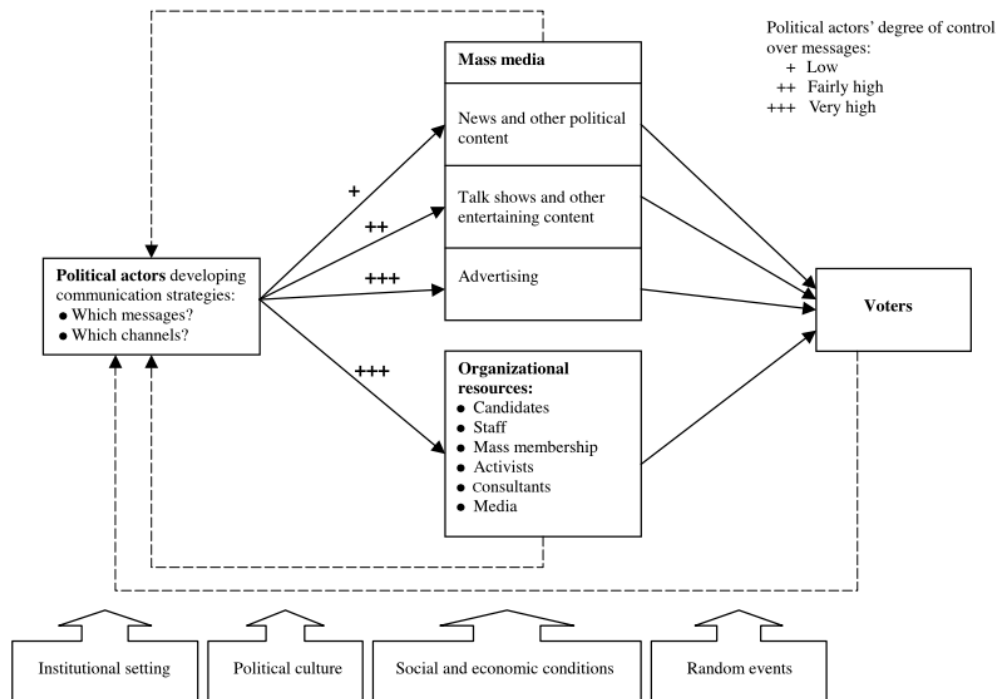 Political actors' degree of control
over messages:
+ Low
++ Fairly high
+++ Very high
Mass media
News and other political
content
Talk shows and other
entertaining content
Advertising
+
++
+++
+++
Political actors developing
communication strategies:
● Which messages?
● Which channels?
Voters
Organizational
resources:
● Candidates
● Staff
● Mass membership
● Activists
● Consultants
● Media
Institutional setting
Political culture
Social and economic conditions
Random events